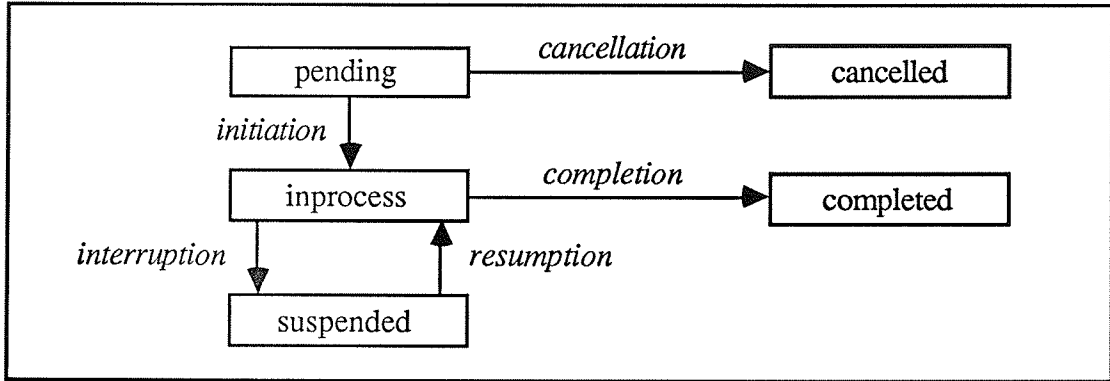 pending
cancellation
cancelled
initiation
inprocess
completion
completed
interruption
resumption
suspended